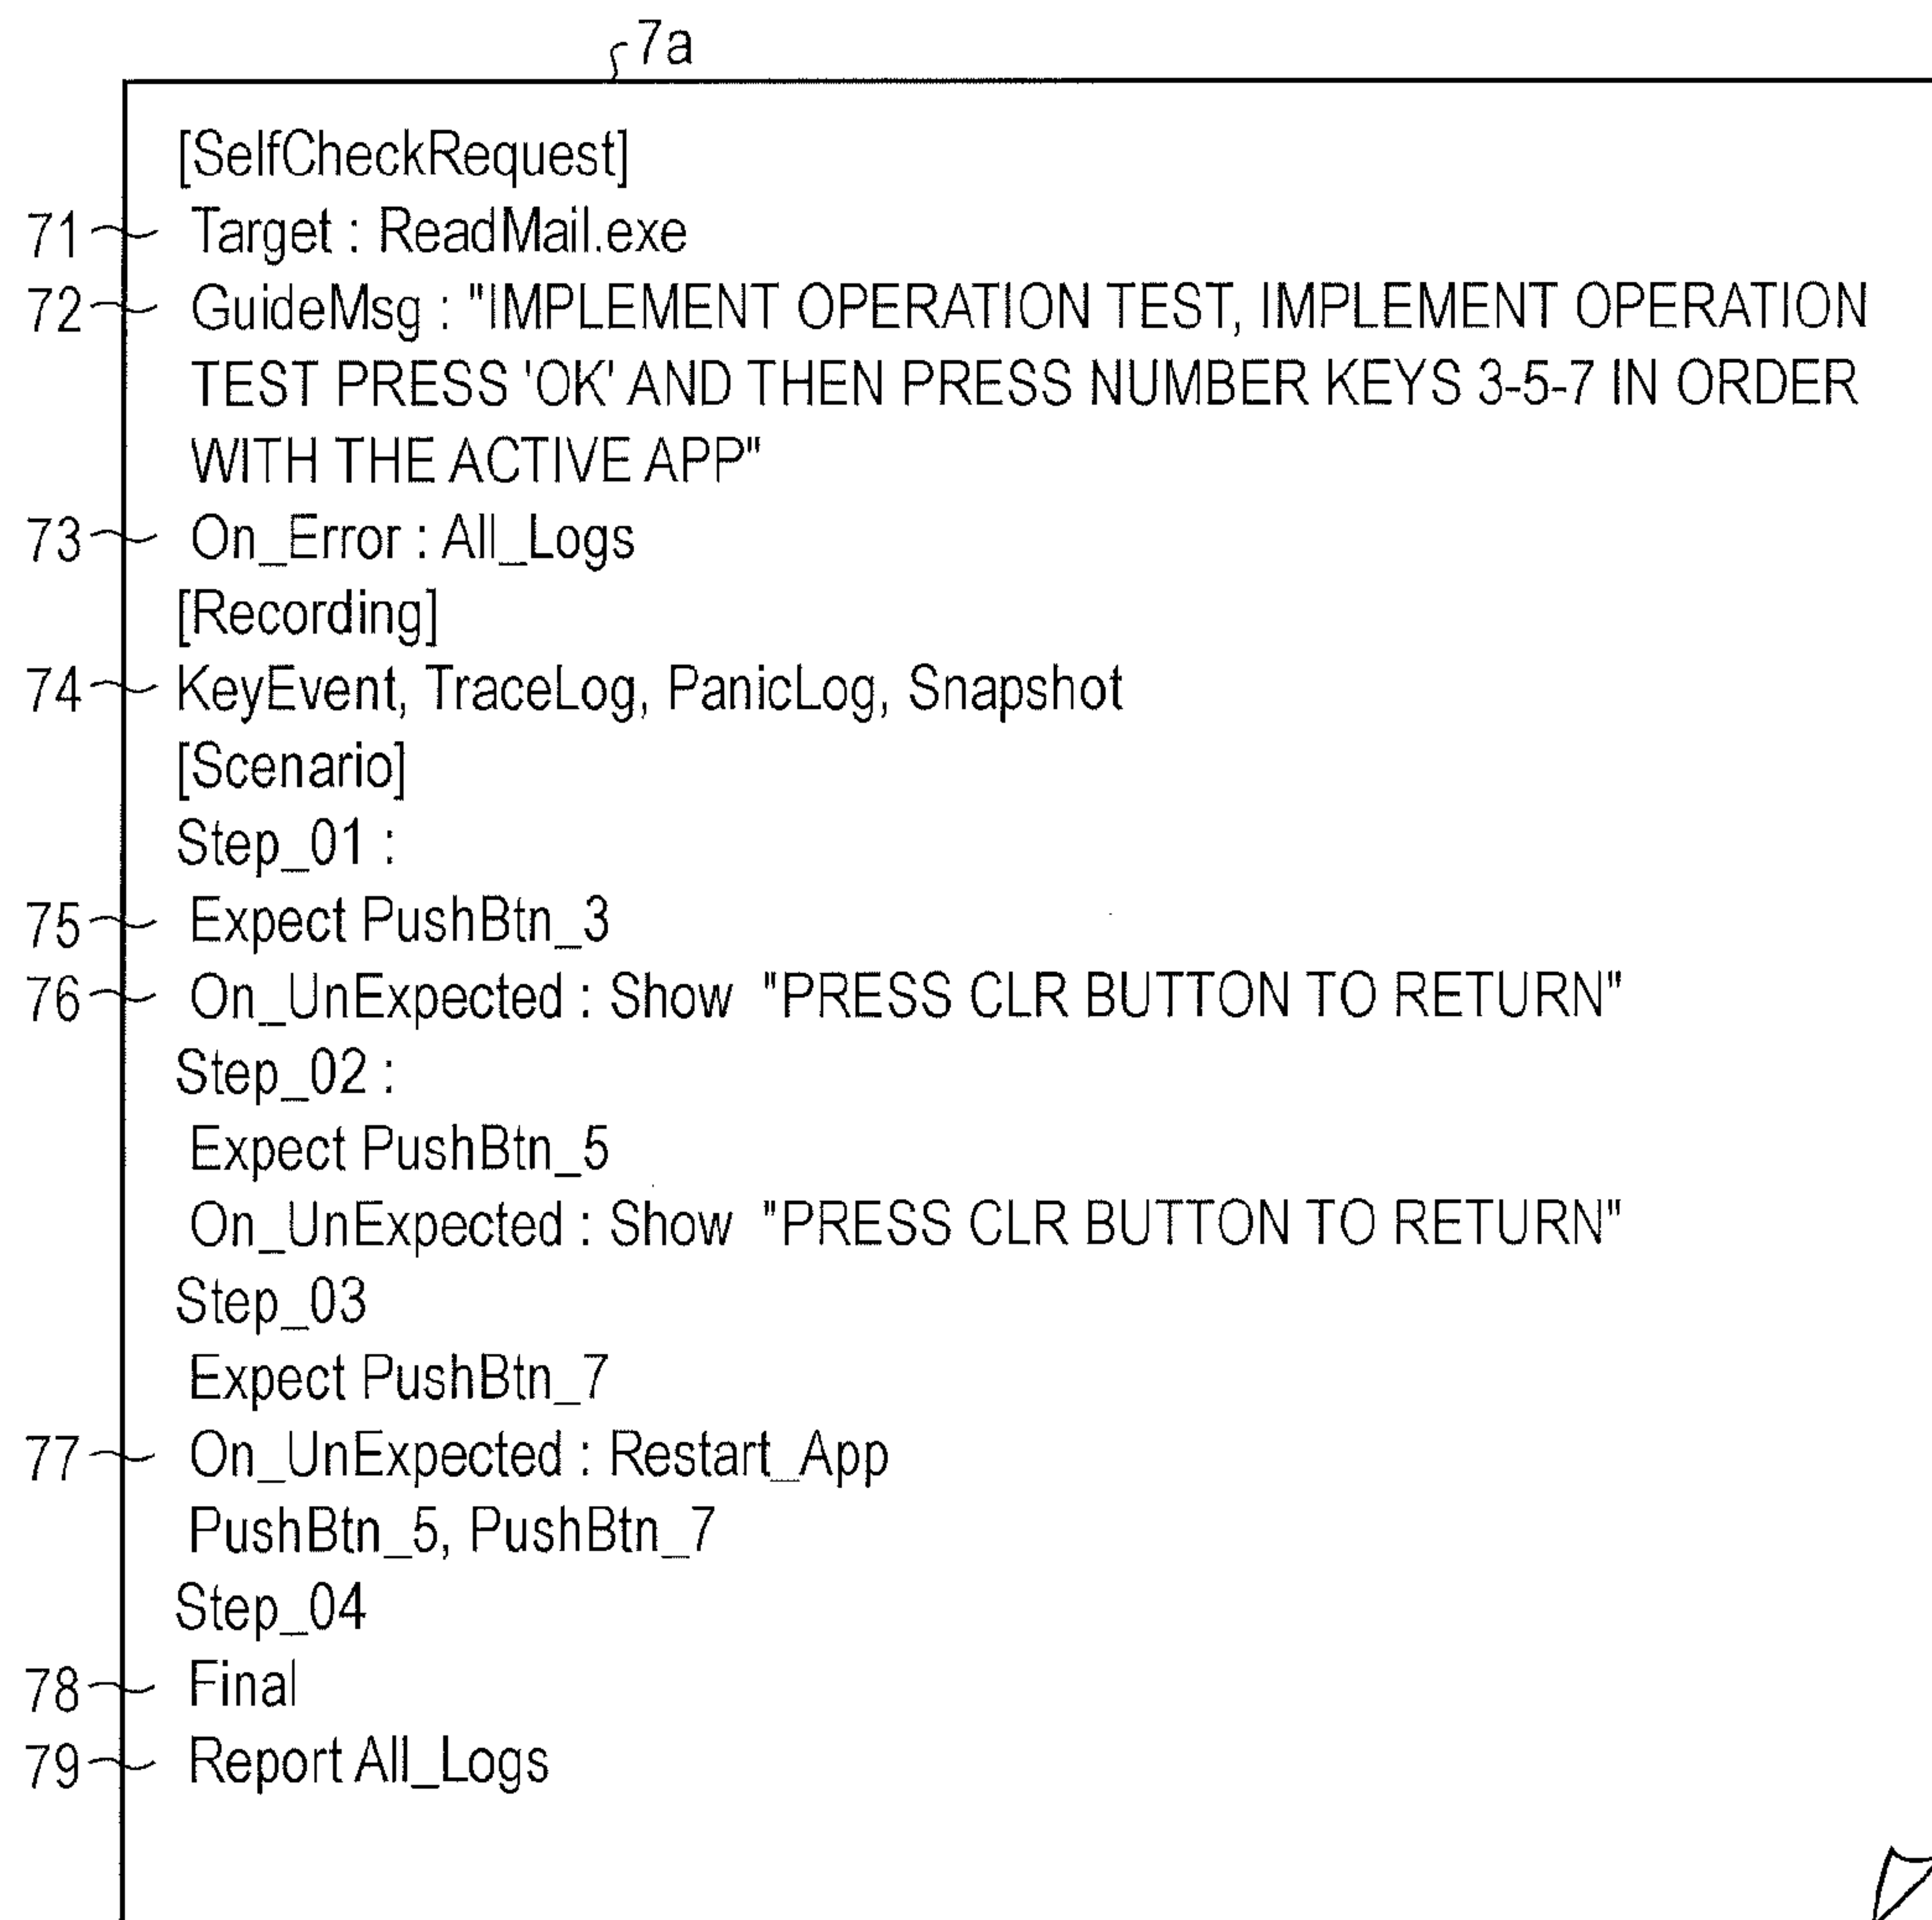 7a
[SelfCheckRequest]
71 Target : ReadMail.exe
72 GuideMsg : "IMPLEMENT OPERATION TEST, IMPLEMENT OPERATION
TEST PRESS 'OK' AND THEN PRESS NUMBER KEYS 3-5-7 IN ORDER
WITH THE ACTIVE APP"
73 On_Error : All_Logs
[Recording]
74 KeyEvent, TraceLog, PanicLog, Snapshot
[Scenario]
Step_01 :
75 Expect PushBtn_3
76 On_UnExpected : Show "PRESS CLR BUTTON TO RETURN"
Step_02 :
Expect PushBtn_5
On_UnExpected : Show "PRESS CLR BUTTON TO RETURN"
Step_03
Expect PushBtn_7
77 On_UnExpected : Restart_App
PushBtn_5, PushBtn_7
Step_04
78 Final
79 Report All_Logs